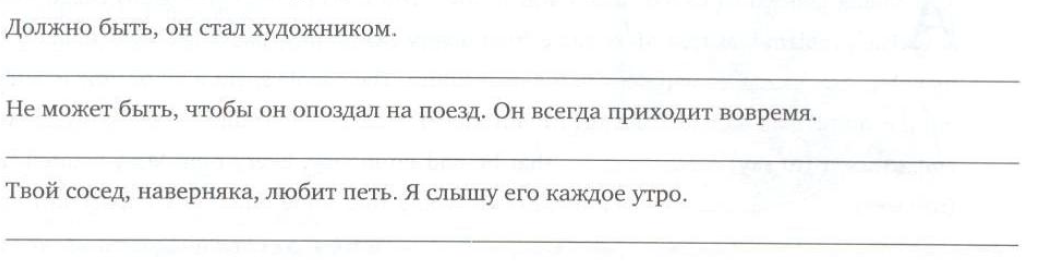 Должно быть, он стал художником.
Не может быть, чтобы он опоздал на поезд. Он всегда приходит вовремя.
Твой сосед, наверняка, любит петь. Я слышу его каждое утро.